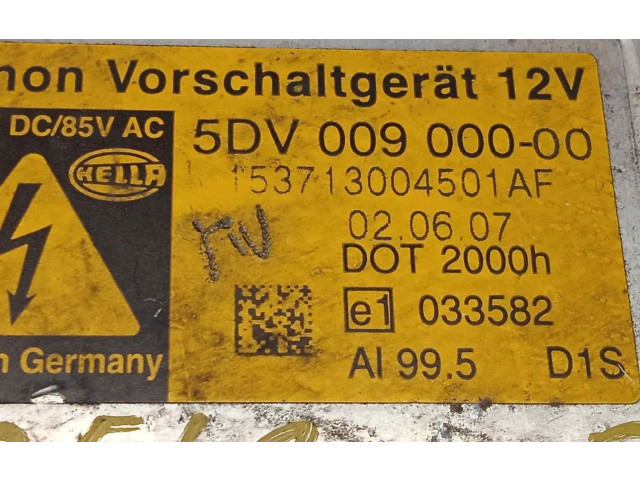 non Vorschaltgerät 12V
DC/85V AC
5DV 009 000-00
HELLA
153713004501AF
02.06.07
DOT 2000h
e1 033582
Al 99.5 D1S
n Germany